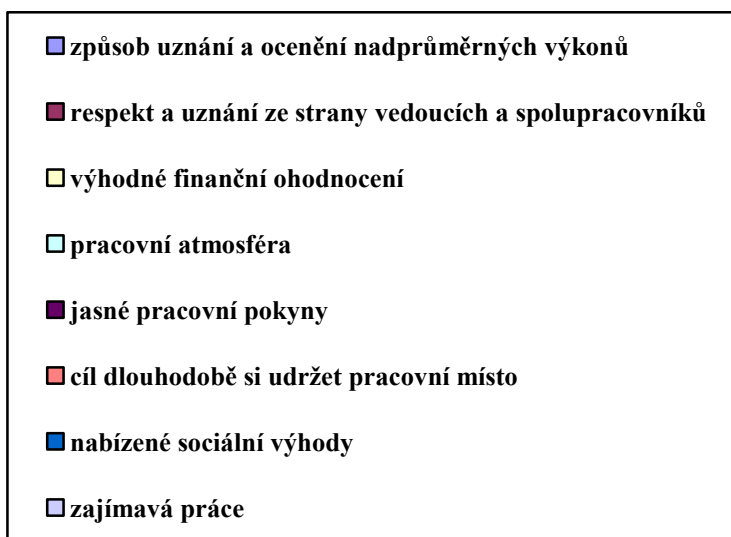 způsob uznání a ocenění nadprůměrných výkonů
respekt a uznání ze strany vedoucích a spolupracovníků
výhodné finanční ohodnocení
pracovní atmosféra
jasné pracovní pokyny
cíl dlouhodobě si udržet pracovní místo
nabízené sociální výhody
zajímavá práce